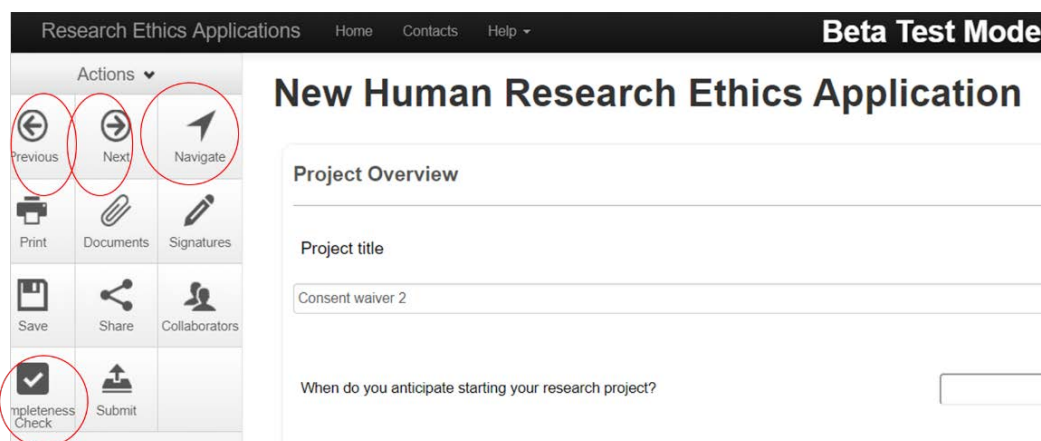 Research Ethics Applications Home Contacts Help
Beta Test Mode
Actions
New Human Research Ethics Application
Previous Next Navigate
Project Overview
Print Documents Signatures
Project title
Consent waiver 2
Save Share Collaborators
When do you anticipate starting your research project?
mpleteness
Check
Submit